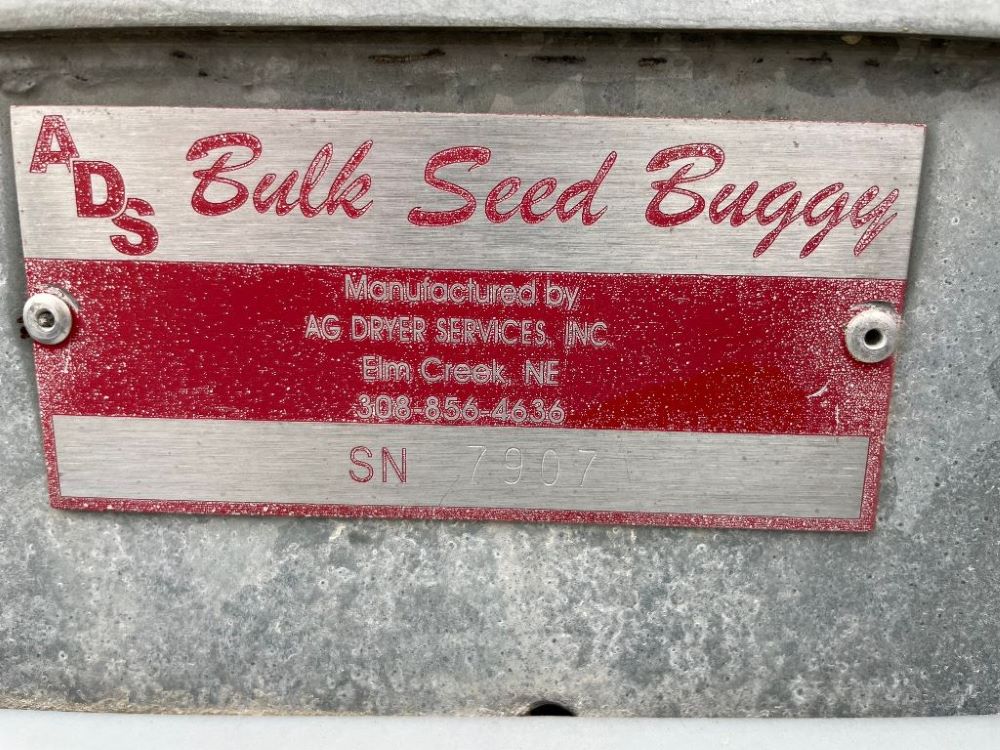 ADS Bulk Seed Buggy
Manufactured by
AG DRYER SERVICES, INC.
Elm Creek, NE
308-856-4636
SN 7907